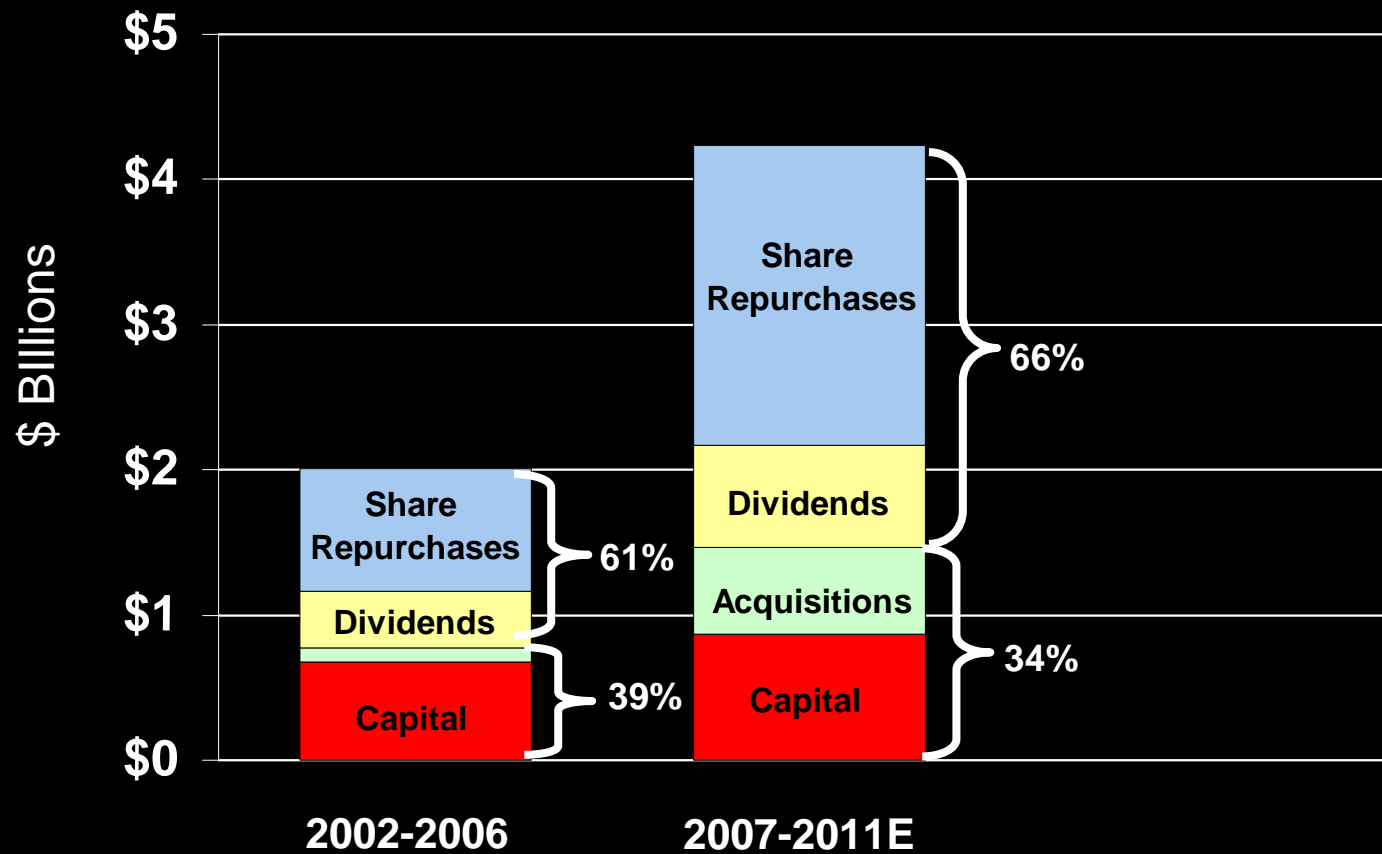 $5
$4
$3
$2
$1
$0
$ BIllions
Share
Repurchases
Dividends
Capital
61%
39%
Share
Repurchases
Dividends
Acquisitions
Capital
66%
34%
2002-2006
2007-2011E